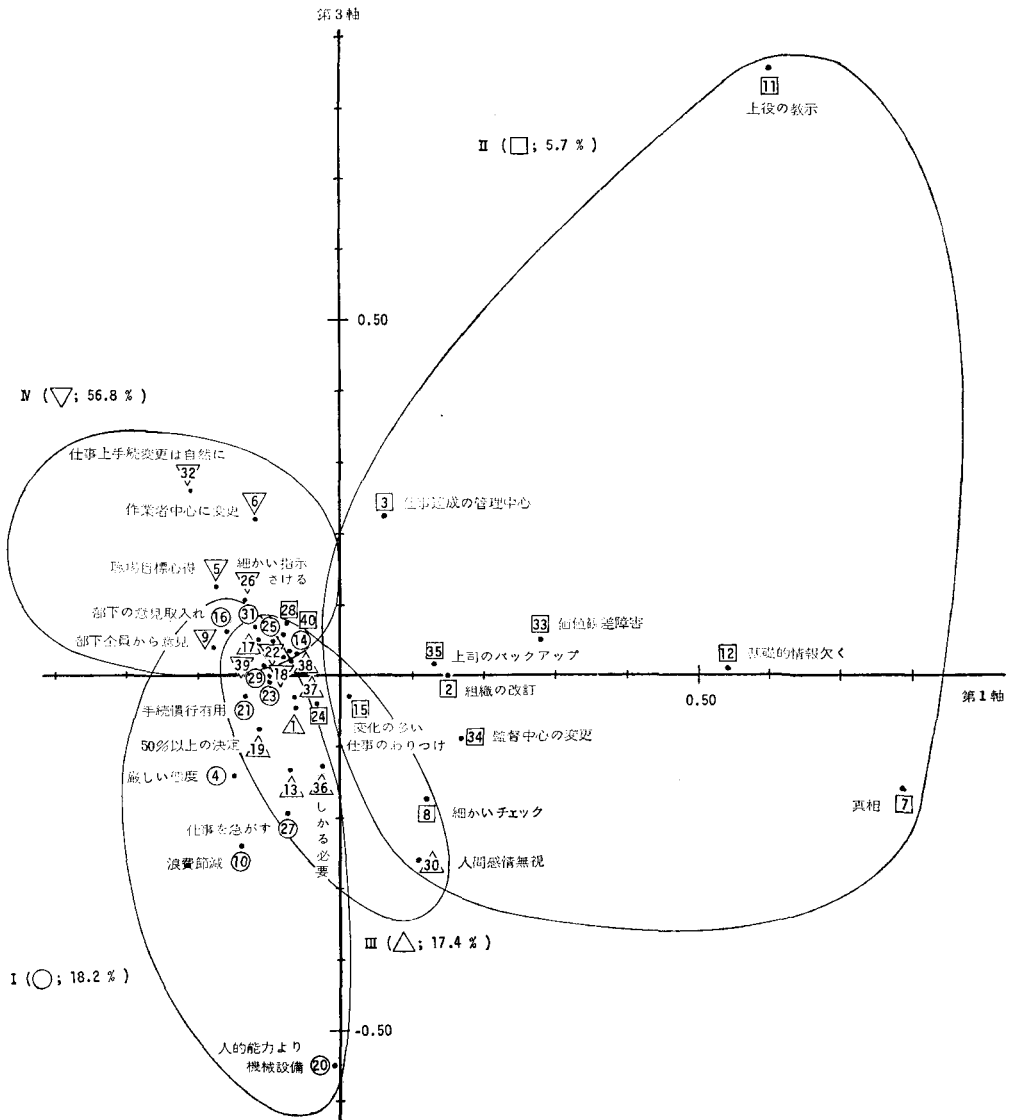 第3軸
11
上役の教示
II (□; 5.7 %)
0.50
IV (▽; 56.8 %)
仕事上手続変更は自然に
32
6
作業者中心に変更
3 仕事達成の管理中心
職場目標心得 5
細かい指示
さける
26
部下の意見取入れ
16 31 28 40
25 14
部下全員から意見
9 17 22
39 38
33 価値観差障害
35 上司のバックアップ
12 基礎的情報欠く
29 18
23 37
2 組織の改訂
0.50
第1軸
手続慣行有用 21
1 24
15 変化の多い
仕事のわりつけ
34 監督中心の変更
50%以上の決定
19
厳しい態度 4
13 36
しかる必要
8 細かいチェック
真相 7
仕事を急がす 27
浪費節減 10
30 人間感情無視
III (△; 17.4 %)
I (○; 18.2 %)
-0.50
人的能力より
機械設備 20